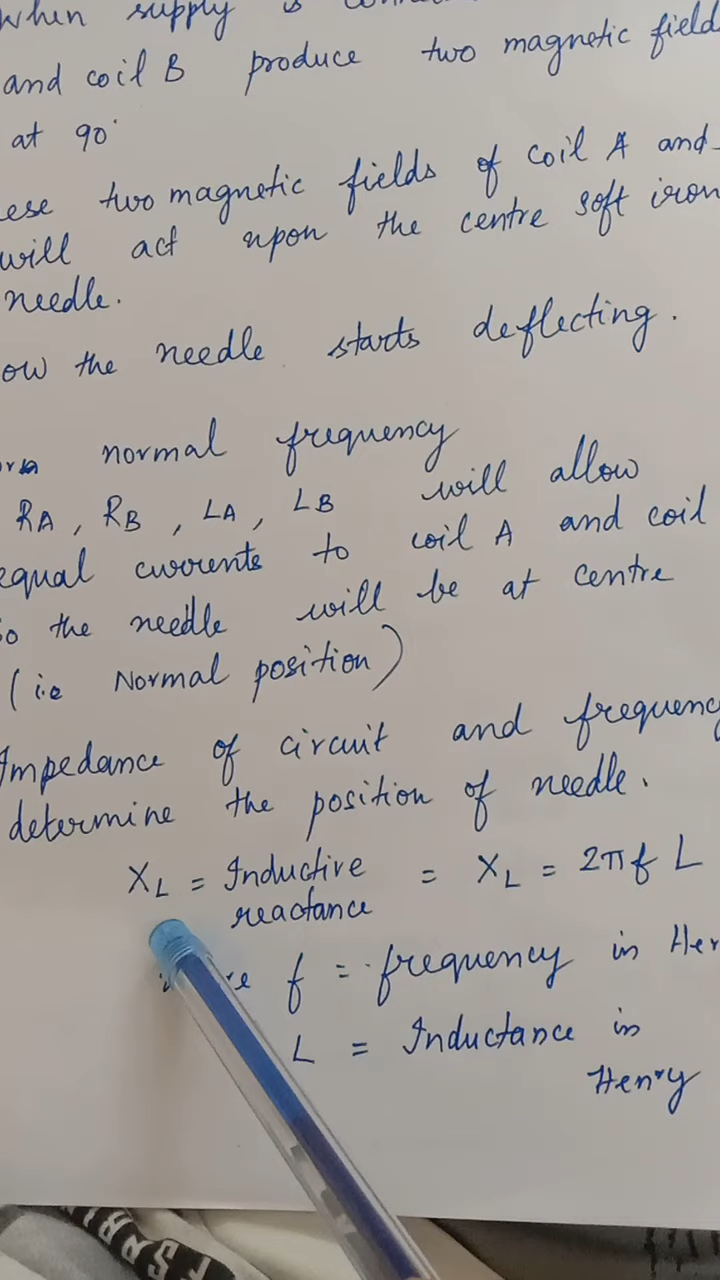 when supply is
and coil B produce two magnetic field
at 90°
ese two magnetic fields of coil A and
will act upon the centre soft iron
needle.
ow the needle starts deflecting.
normal frequency
RA, RB, LA, LB will allow
equal currents to coil A and coil
so the needle will be at centre
(ie Normal position)
Impedance of circuit and frequenc
determine the position of needle.
XL = Inductive reactance = XL = 2πf L
f = frequency in Her
L = Inductance in
Henry